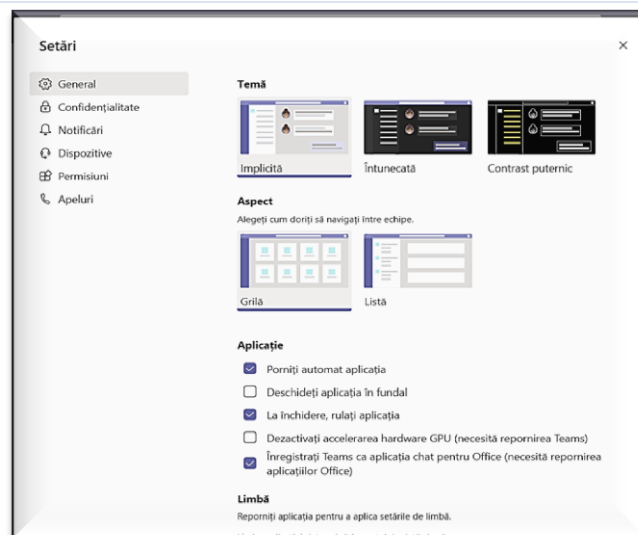 Setări
General
Confidențialitate
Notificări
Dispozitive
Permisiuni
Apeluri
Temă
Implicită
Întunecată
Contrast puternic
Aspect
Alegeți cum doriți să navigați între echipe.
Grilă
Listă
Aplicație
Porniți automat aplicația
Deschideți aplicația în fundal
La închidere, rulați aplicația
Dezactivați accelerarea hardware GPU (necesită repornirea Teams)
Înregistrați Teams ca aplicația chat pentru Office (necesită repornirea
aplicațiilor Office)
Limbă
Reporniți aplicația pentru a aplica setările de limbă.